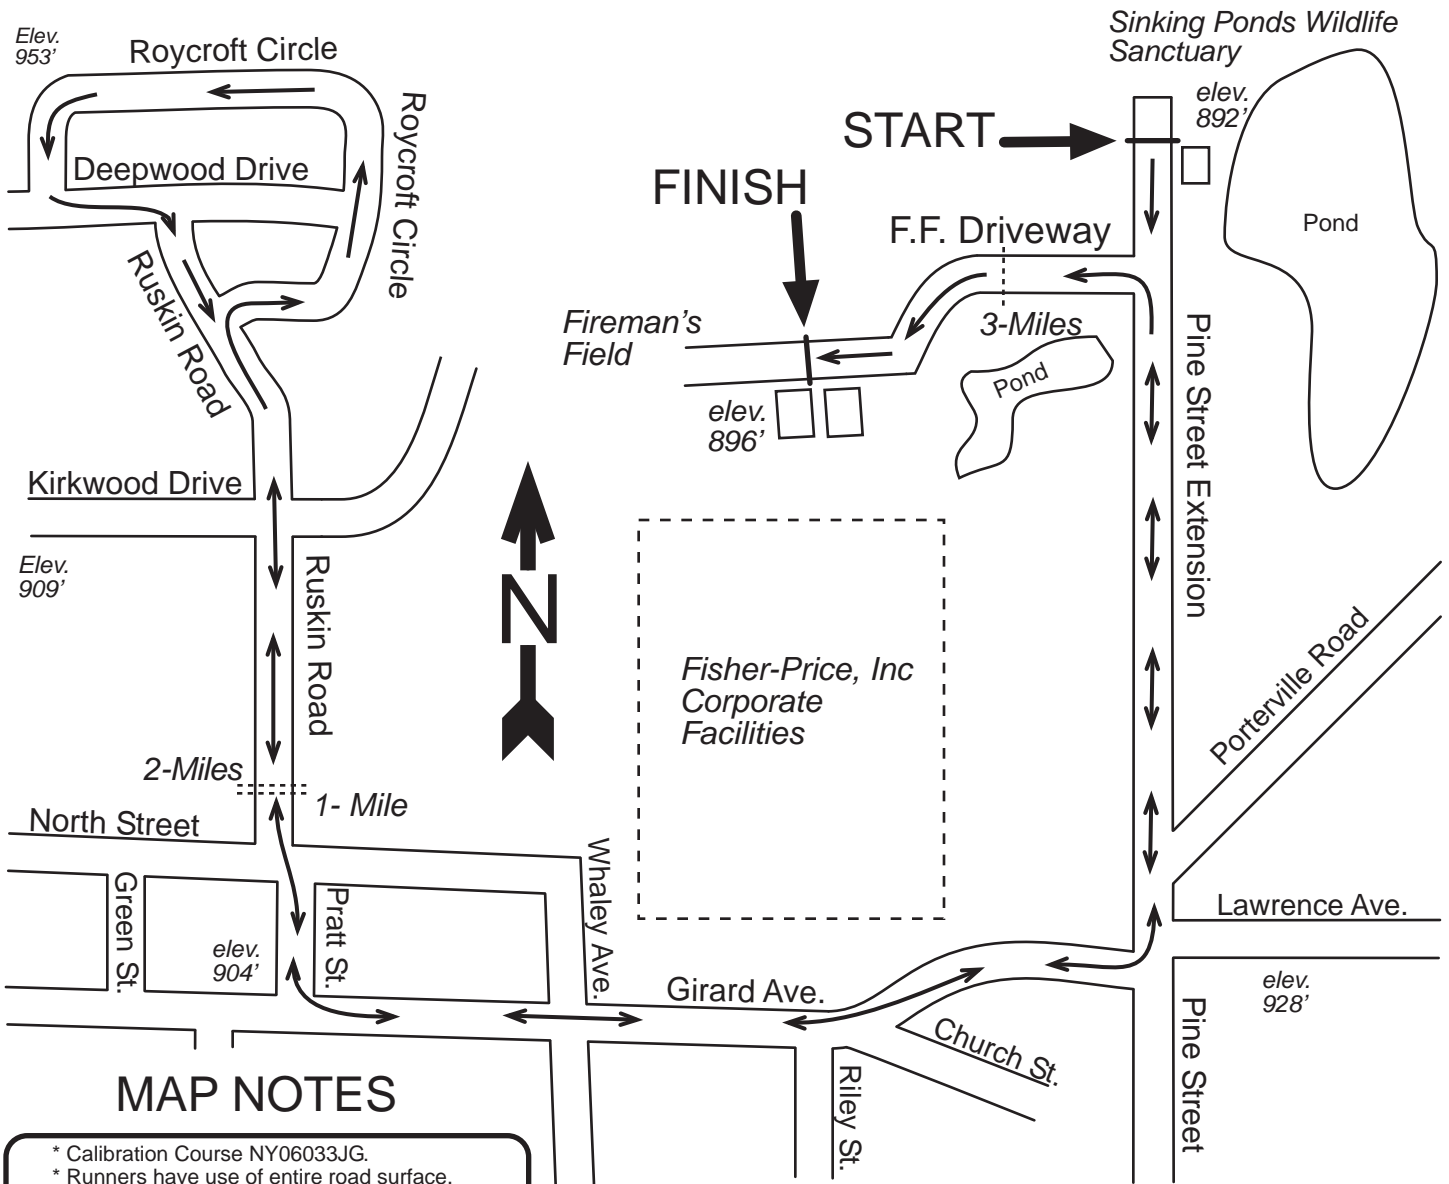 Sinking Ponds Wildlife
Sanctuary
Elev.
953'
Roycroft Circle
elev.
892'
Roycroft Circle
START
Deepwood Drive
FINISH
Pond
F.F. Driveway
Ruskin Road
Fireman's
Field
3-Miles
Pine Street Extension
Pond
elev.
896'
Kirkwood Drive
Elev.
909'
Ruskin Road
N
Fisher-Price, Inc
Corporate
Facilities
Porterville Road
2-Miles
1- Mile
North Street
Whaley Ave.
Green St.
Pratt St.
Lawrence Ave.
elev.
904'
Girard Ave.
elev.
928'
Church St.
Pine Street
Riley St.
MAP NOTES
* Calibration Course NY06033JG.
* Runners have use of entire road surface.